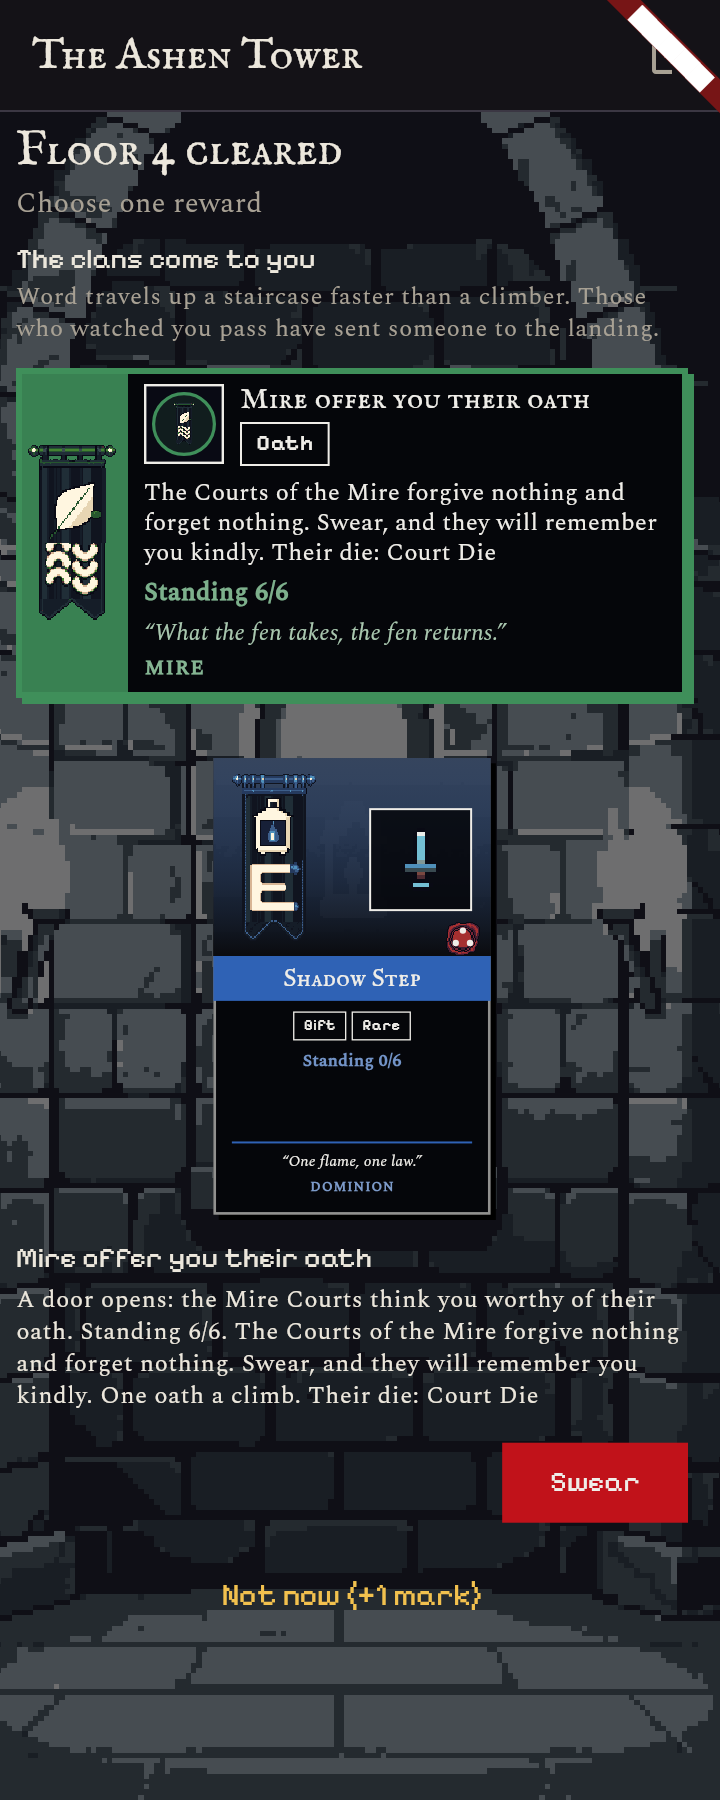 The Ashen Tower
Floor 4 cleared
Choose one reward
The clans come to you
Word travels up a staircase faster than a climber. Those
who watched you pass have sent someone to the landing.
Mire offer you their oath
Oath
The Courts of the Mire forgive nothing and
forget nothing. Swear, and they will remember
you kindly. Their die: Court Die
Standing 6/6
“What the fen takes, the fen returns.”
MIRE
E
Shadow Step
Gift Rare
Standing 0/6
“One flame, one law.”
DOMINION
Mire offer you their oath
A door opens: the Mire Courts think you worthy of their
oath. Standing 6/6. The Courts of the Mire forgive nothing
and forget nothing. Swear, and they will remember you
kindly. One oath a climb. Their die: Court Die
Swear
Not now (+1 mark)